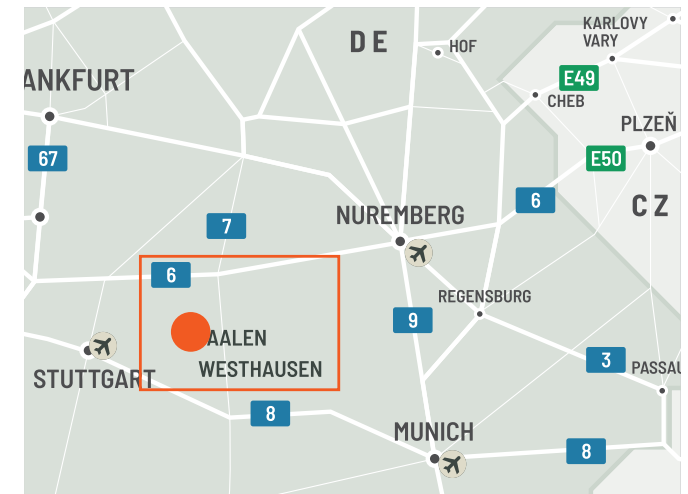 DE
HOF
KARLOVY
VARY
ANKFURT
E49
CHEB
PLZEŇ
67
E50
6
CZ
7
NUREMBERG
6
REGENSBURG
9
AALEN
WESTHAUSEN
STUTTGART
3
PASSAU
8
MUNICH
8